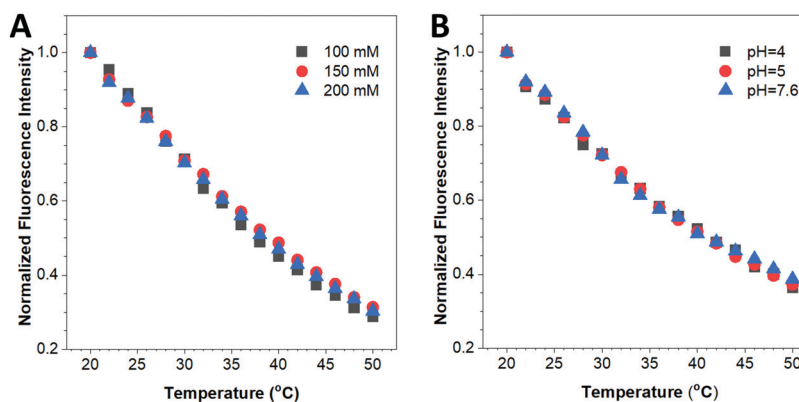 A
Normalized Fluorescence Intensity
1.0
0.8
0.6
0.4
0.2
100 mM
150 mM
200 mM
20 25 30 35 40 45 50
Temperature (°C)
B
Normalized Fluorescence Intensity
1.0
0.8
0.6
0.4
0.2
pH=4
pH=5
pH=7.6
20 25 30 35 40 45 50
Temperature (°C)